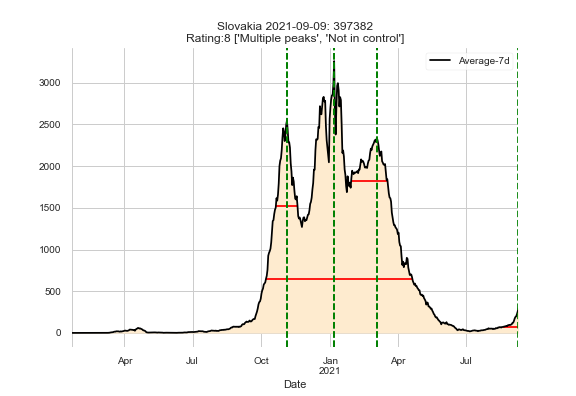 Slovakia 2021-09-09: 397382
Rating:8 ['Multiple peaks', 'Not in control']
Average-7d
3000
2500
2000
1500
1000
500
0
Apr Jul Oct Jan Apr Jul
2021
Date